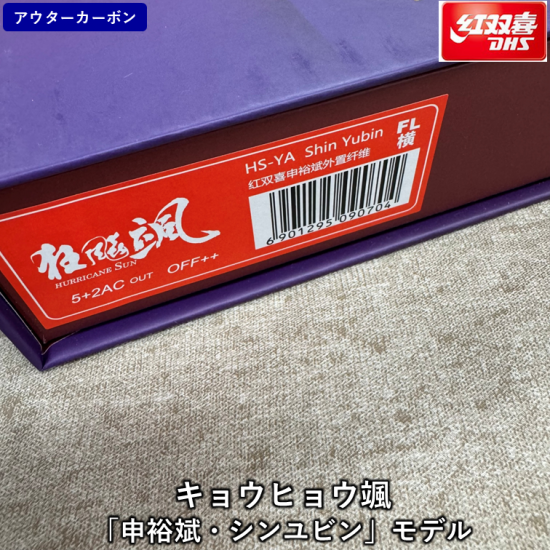 アウターカーボン
红双喜
DHS
HS-YA Shin Yubin
FL
横
红双喜申裕斌外置纤维
6901295090704
狂飚飒
HURRICANE SUN
5+2AC OUT OFF++
キョウヒョウ颯
「申裕斌・シンユビン」モデル